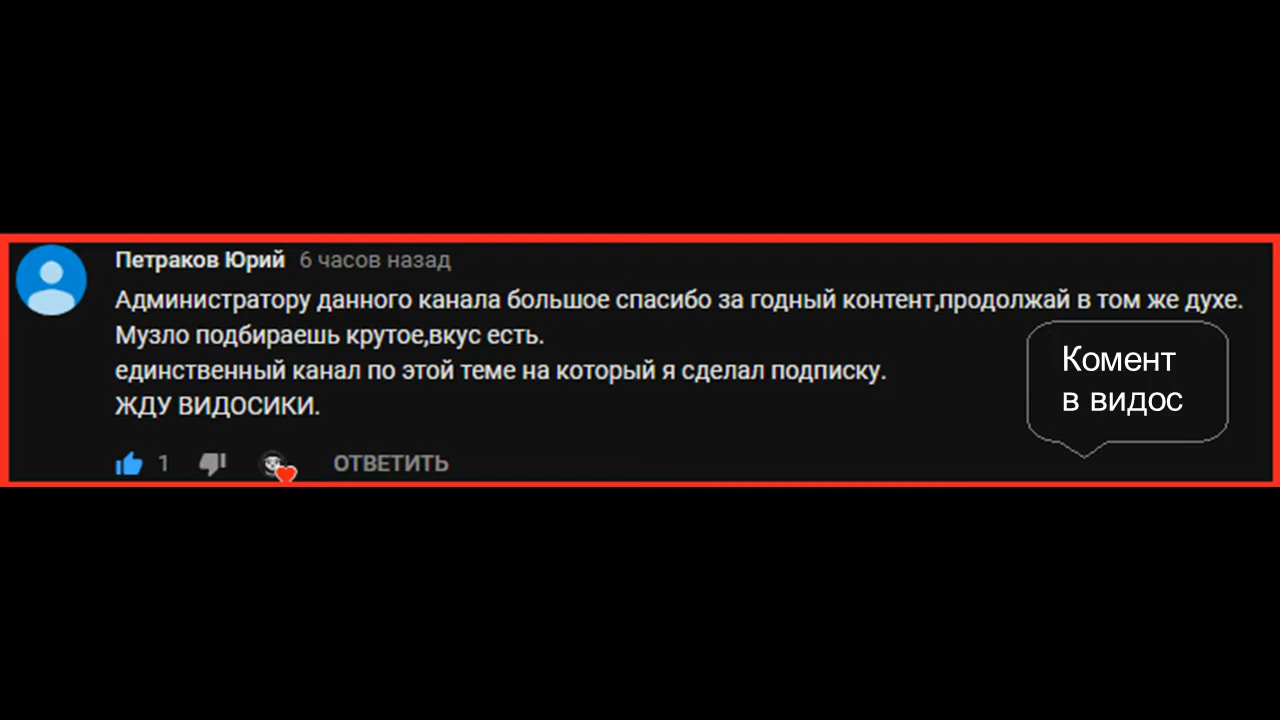 Петраков Юрий 6 часов назад
Администратору данного канала большое спасибо за годный контент,продолжай в том же духе.
Музло подбираешь крутое,вкус есть.
единственный канал по этой теме на который я сделал подписку.
ЖДУ ВИДОСИКИ.
1 ОТВЕТИТЬ
Комент
в видос